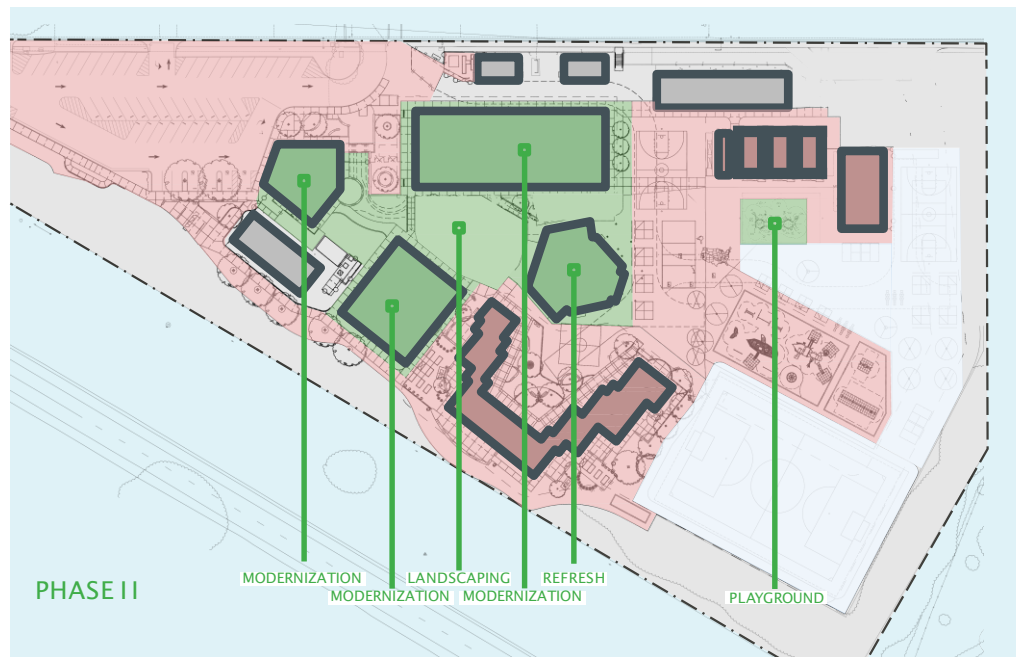 MODERNIZATION
LANDSCAPING
REFRESH
MODERNIZATION
MODERNIZATION
PLAYGROUND
PHASE II